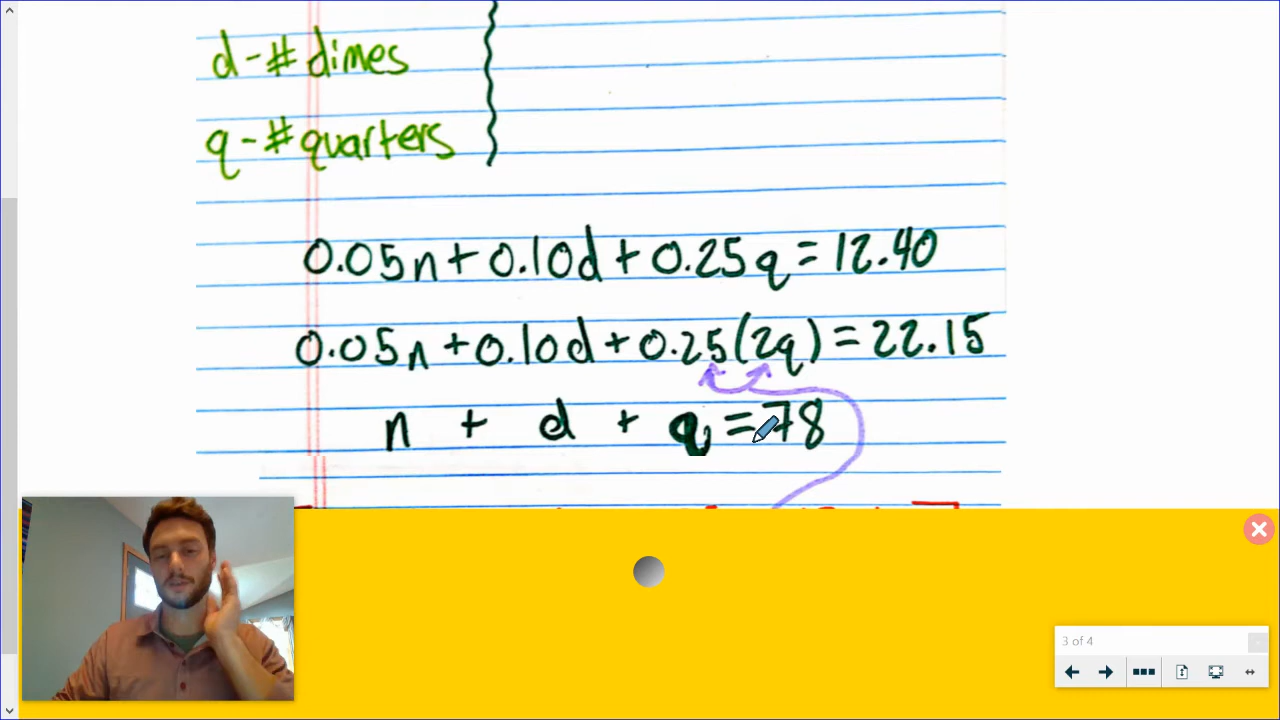 d-# dimes
q-# quarters
0.05n+0.10d+0.25q=12.40
0.05n+0.10d+0.25(2q)=22.15
n + d + q=78
3 of 4